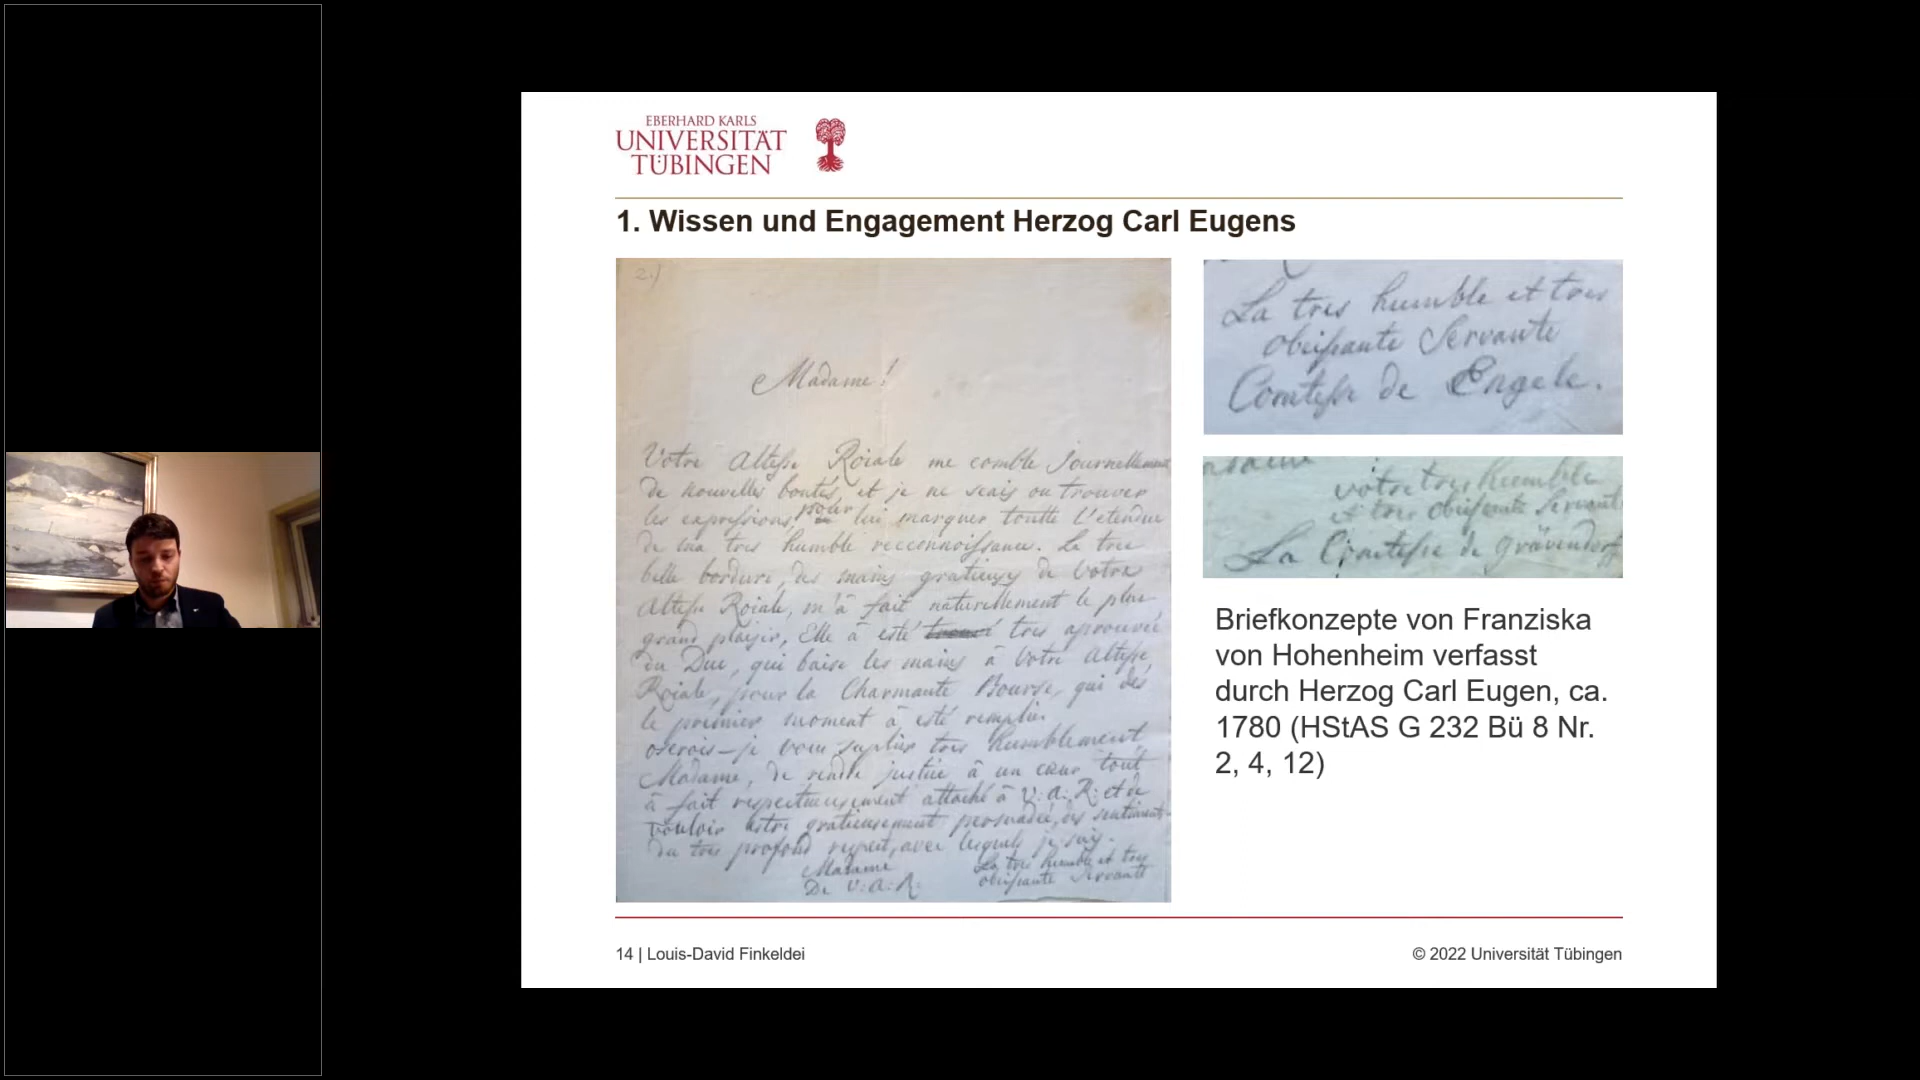 EBERHARD KARLS
UNIVERSITÄT
TÜBINGEN
1. Wissen und Engagement Herzog Carl Eugens
2.)
Madame!
Votre Altesse Roiale me comble Journellement
de nouvelles bontés, et je ne scais ou trouver
les expressions, pour lui marquer toutte l'etendue
de ma tres humble reconnoissance. La tres
belle bordure, des mains gratieuses de Votre
Altesse Roiale, m'à fait naturellement le plus
grand plaisir, Elle à esté tres aprouvée
du Duc, qui baise les mains à Votre Altesse
Roiale, pour la Charmante Bourse, qui dés
le premier moment à esté remplie.
oserois-je vous suplier tres humblement
Madame, de rendre justice à un cœur tout
à fait respectueusement attaché à V: A: R: et de
vouloir estre gratieusement persuadée, des sentiments
du tres profond respect, avec lesquels je suis.
Madame
De V: A: R:
La tres humble et tres
obeissante Servante
La tres humble et tres
obeissante Servante
Comtesse de Engele.
votre tres humble
et tres obeissante Servante
La Comtesse de Grävendorff
Briefkonzepte von Franziska
von Hohenheim verfasst
durch Herzog Carl Eugen, ca.
1780 (HStAS G 232 Bü 8 Nr.
2, 4, 12)
14 | Louis-David Finkeldei
© 2022 Universität Tübingen